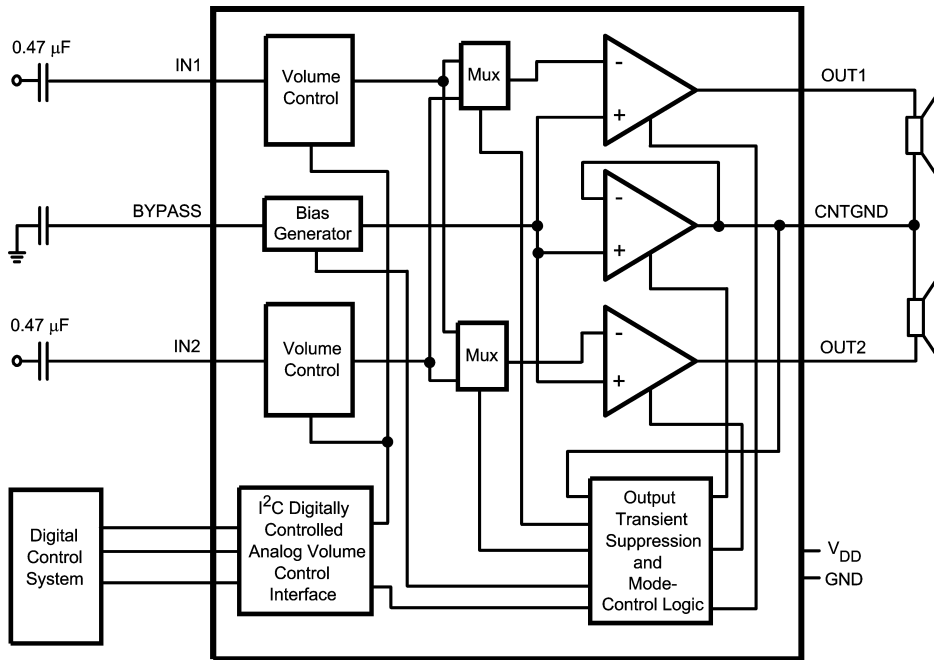 0.47 µF
IN1
Volume
Control
Mux
-
+
OUT1
BYPASS
Bias
Generator
-
+
CNTGND
0.47 µF
IN2
Volume
Control
Mux
-
+
OUT2
Digital
Control
System
I²C Digitally
Controlled
Analog Volume
Control
Interface
Output
Transient
Suppression
and
Mode-
Control Logic
VDD
GND